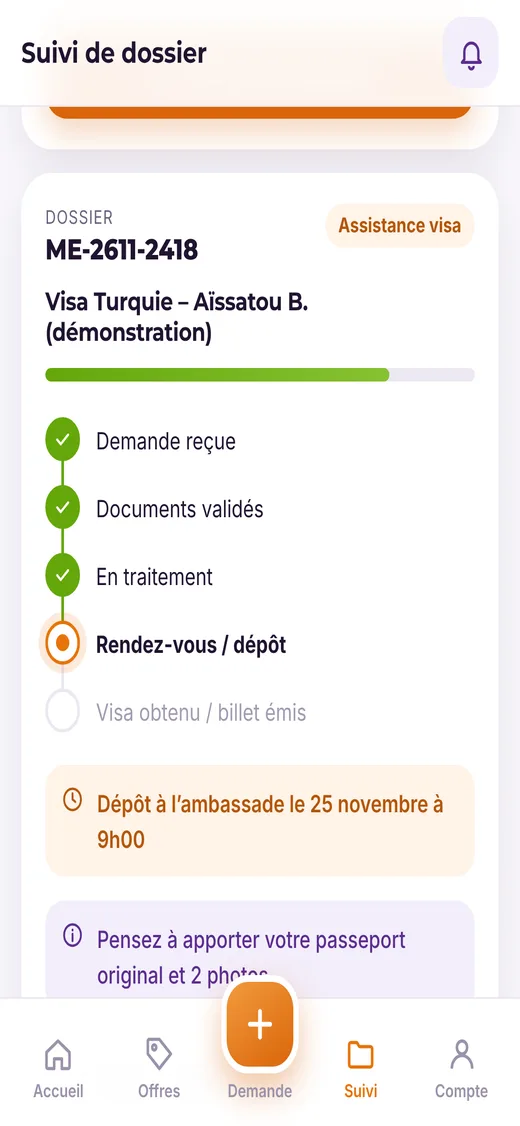 Suivi de dossier
DOSSIER
Assistance visa
ME-2611-2418
Visa Turquie – Aïssatou B.
(démonstration)
Demande reçue
Documents validés
En traitement
Rendez-vous / dépôt
Visa obtenu / billet émis
Dépôt à l’ambassade le 25 novembre à
9h00
Pensez à apporter votre passeport
original et 2 photos
Accueil
Offres
Demande
Suivi
Compte